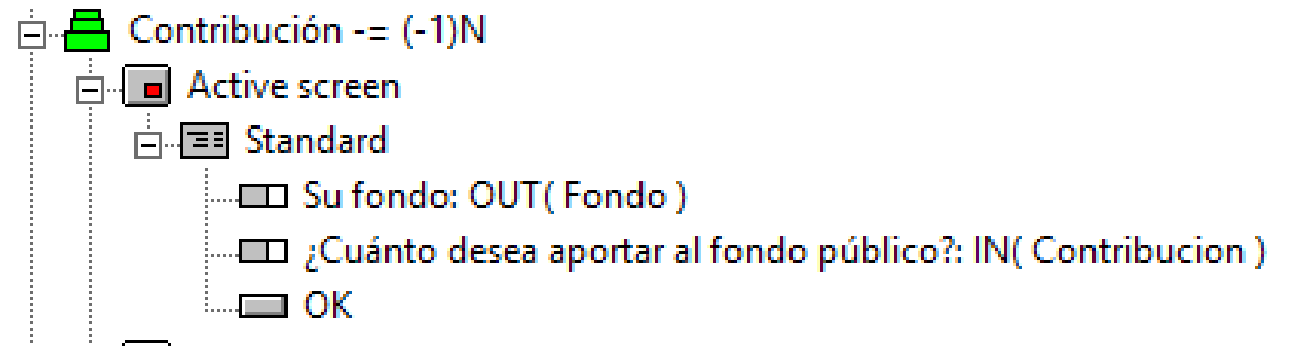 Contribución -= (-1)N
Active screen
Standard
Su fondo: OUT( Fondo )
¿Cuánto desea aportar al fondo público?: IN( Contribucion )
OK